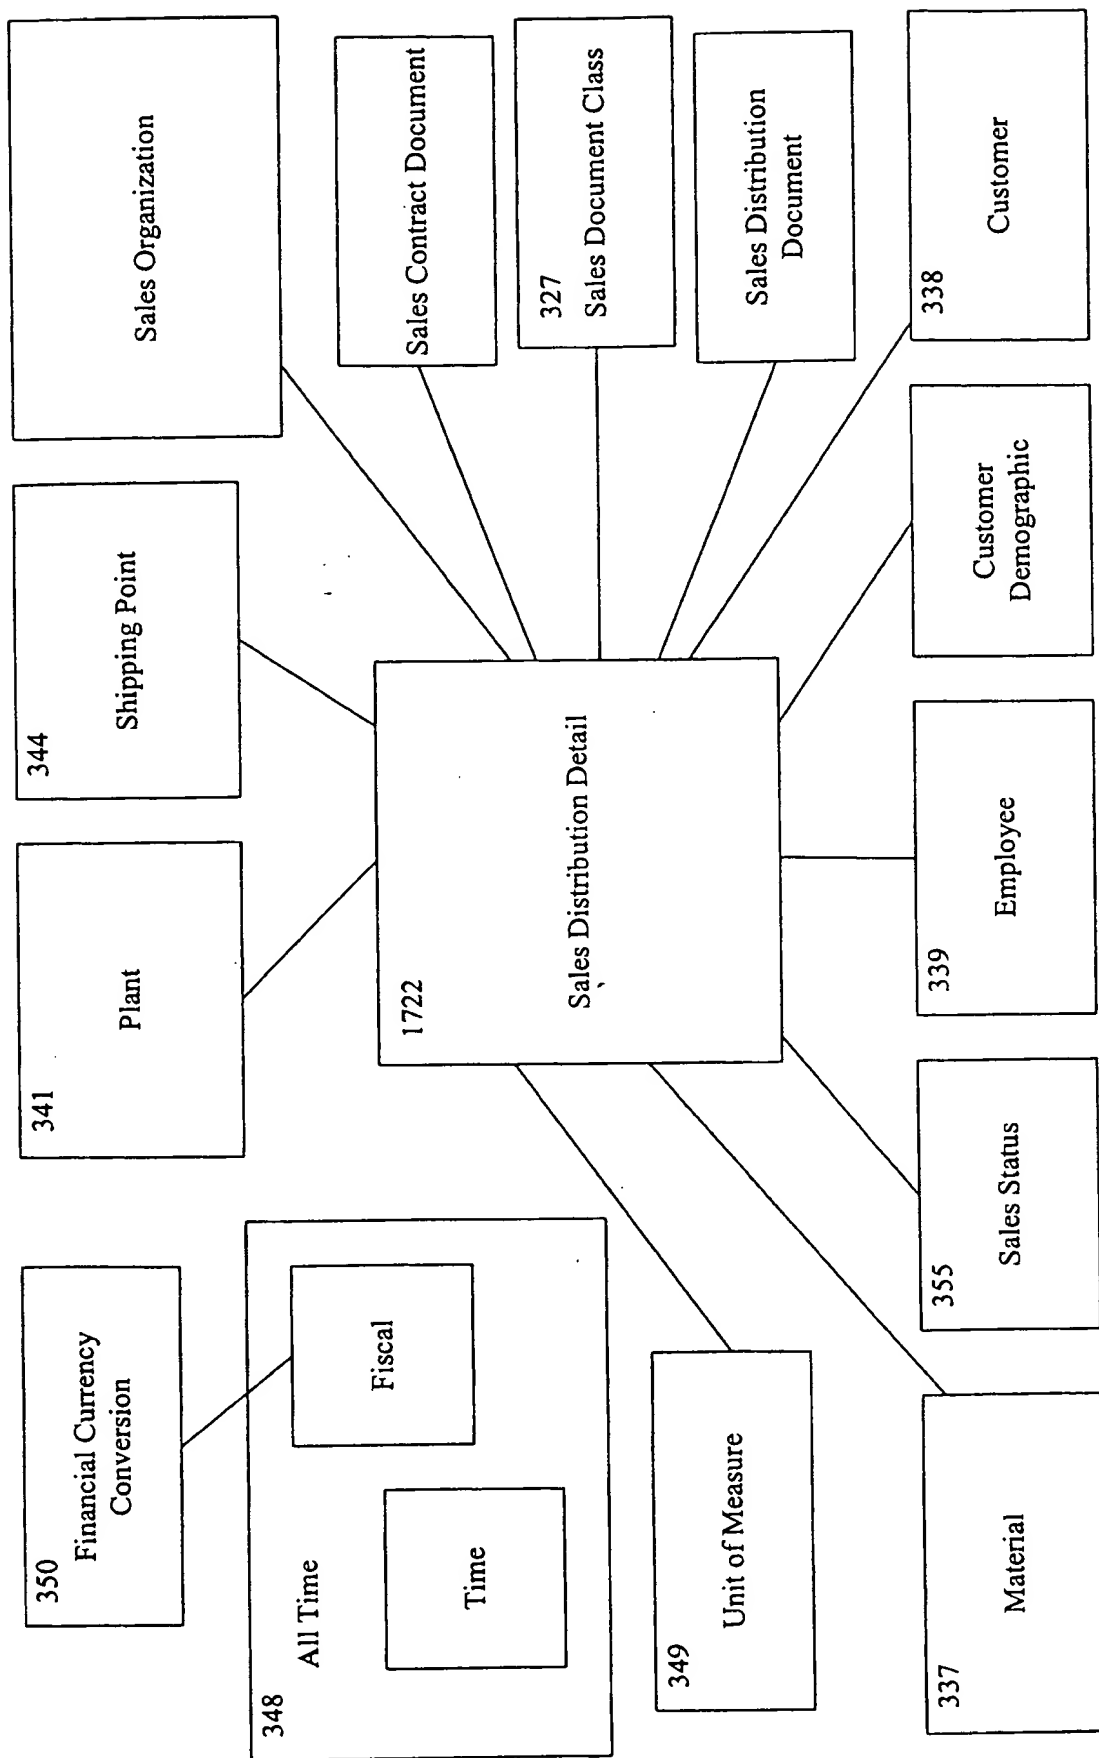 350
Financial Currency
Conversion
341
Plant
344
Shipping Point
Sales Organization
348
All Time
Fiscal
Time
Sales Contract Document
1722
Sales Distribution Detail
327
Sales Document Class
349
Unit of Measure
Sales Distribution
Document
337
Material
355
Sales Status
339
Employee
Customer
Demographic
338
Customer